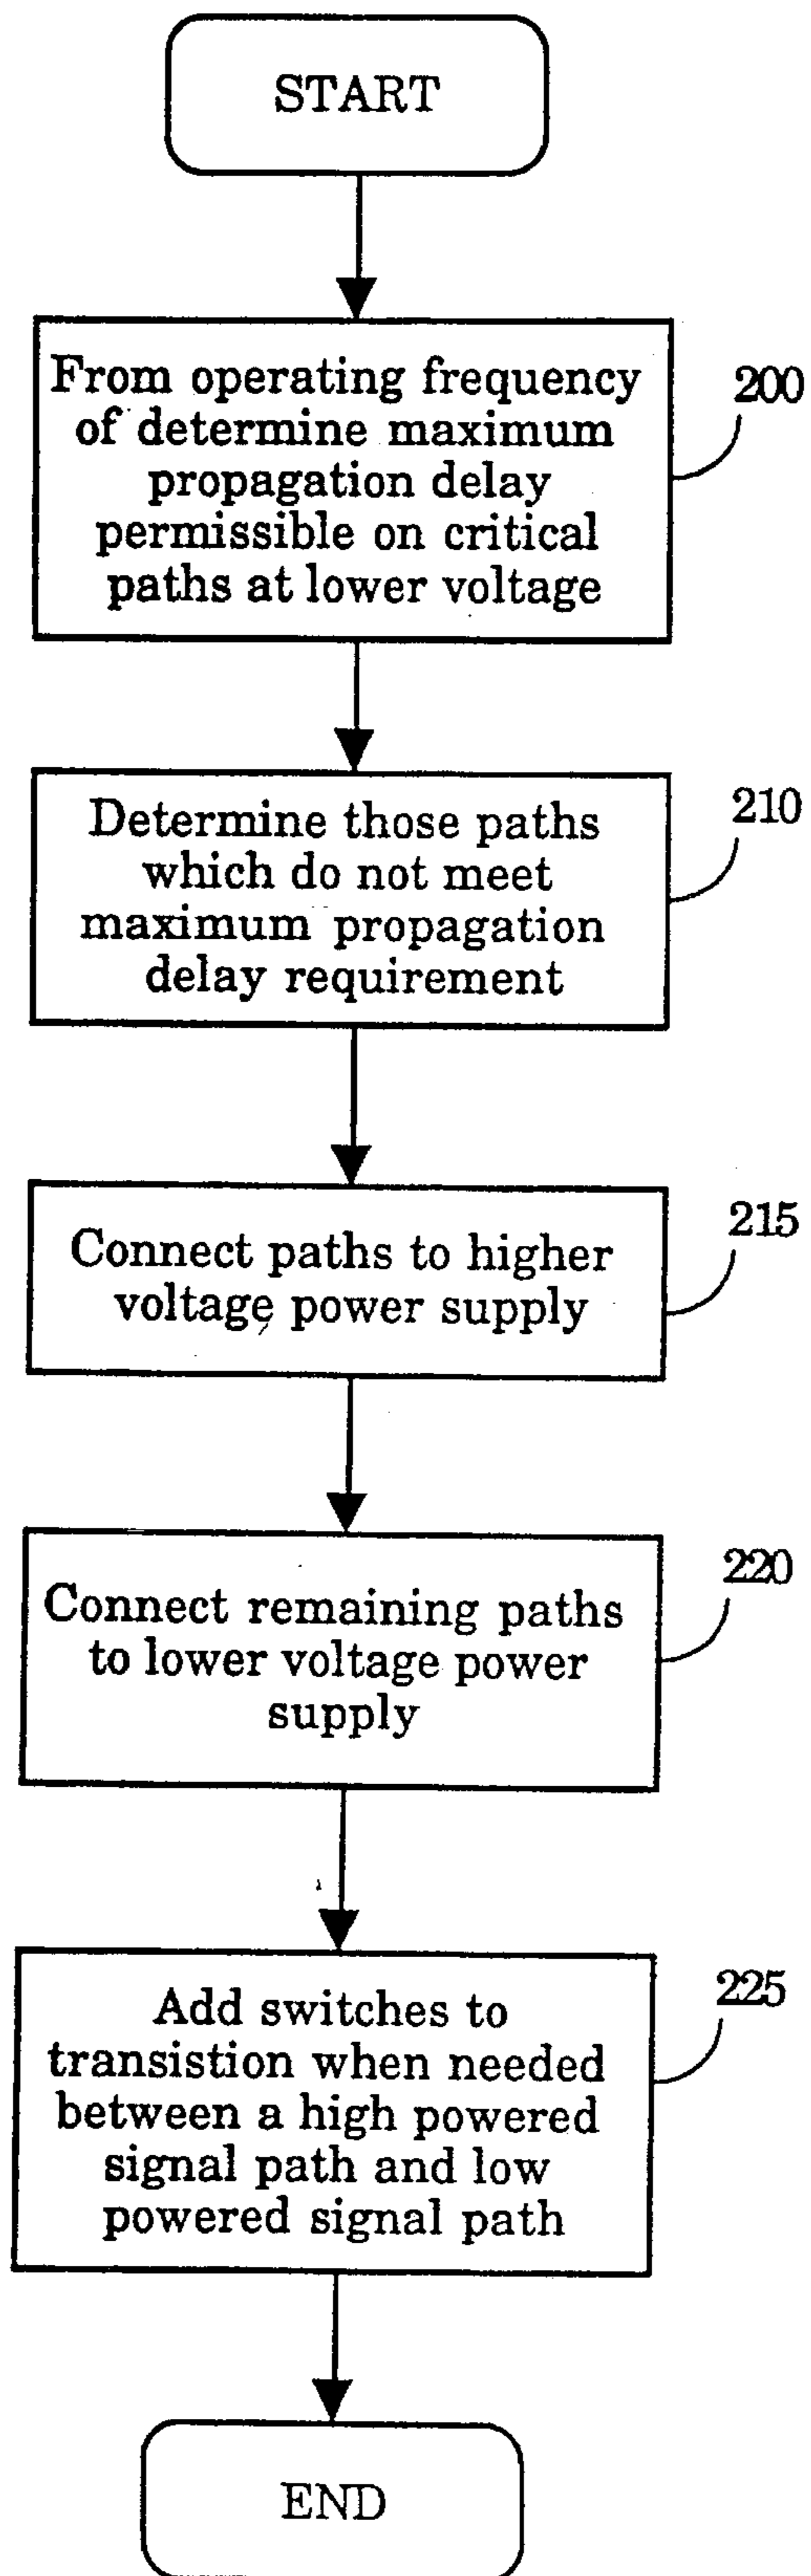 START
From operating frequency
of determine maximum
propagation delay
permissible on critical
paths at lower voltage
200
Determine those paths
which do not meet
maximum propagation
delay requirement
210
Connect paths to higher
voltage power supply
215
Connect remaining paths
to lower voltage power
supply
220
Add switches to
transistion when needed
between a high powered
signal path and low
powered signal path
225
END